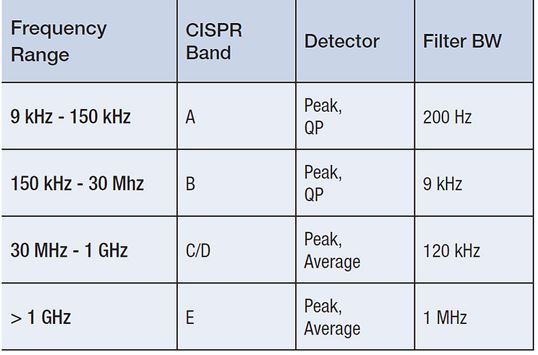 Frequency Range CISPR Band Detector Filter BW
9 kHz - 150 kHz A Peak, QP 200 Hz
150 kHz - 30 Mhz B Peak, QP 9 kHz
30 MHz - 1 GHz C/D Peak, Average 120 kHz
> 1 GHz E Peak, Average 1 MHz